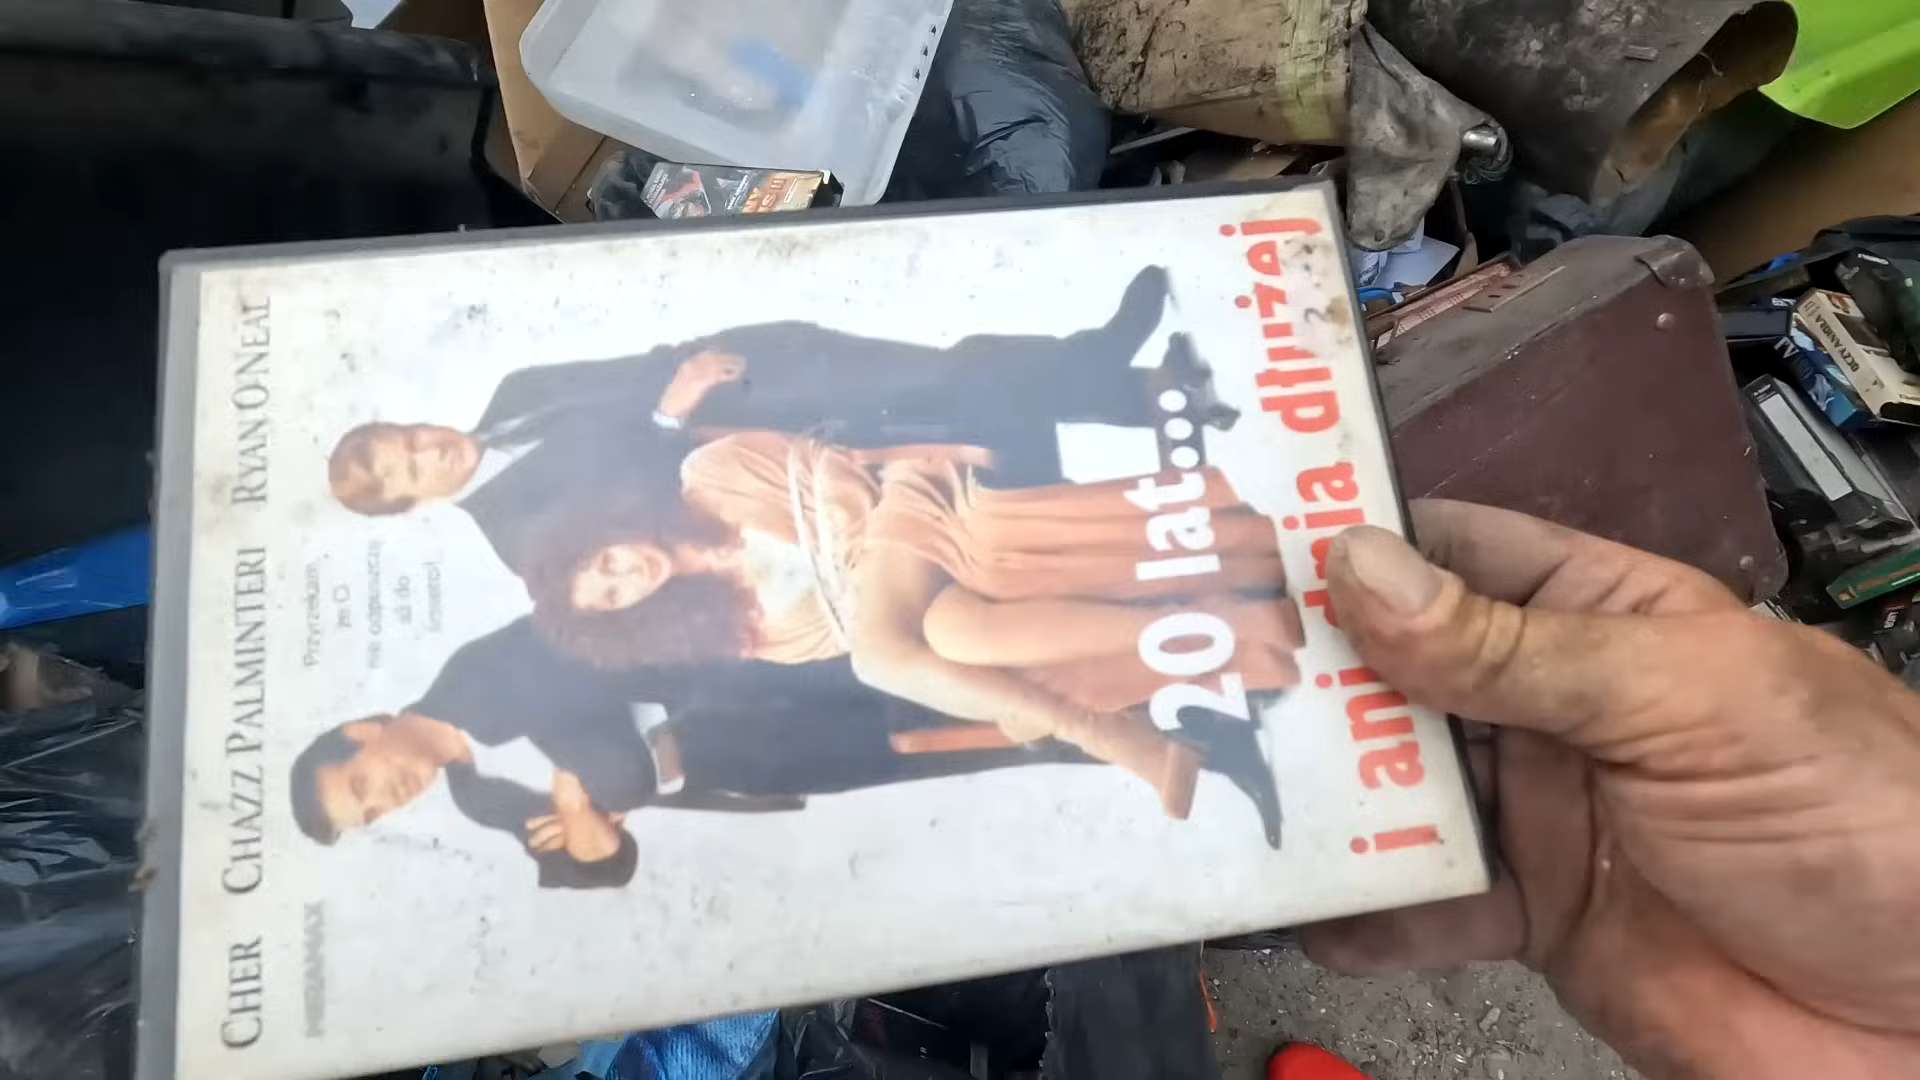 CHER CHAZZ PALMINTERI RYAN O'NEAL
MIRAMAX
Przyrzekam,
że Ci
nie odpuszczę
aż do
śmierci!
20 lat...
i ani dnia dłużej